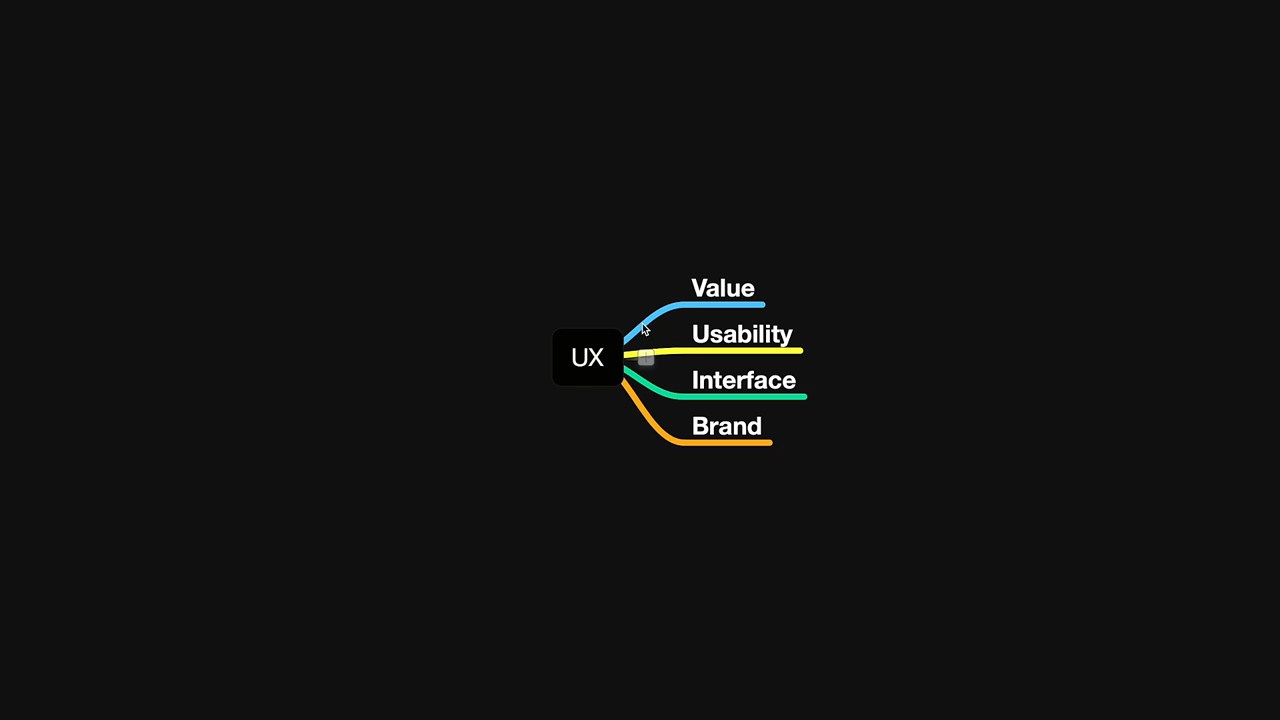 Value
Usability
UX
Interface
Brand